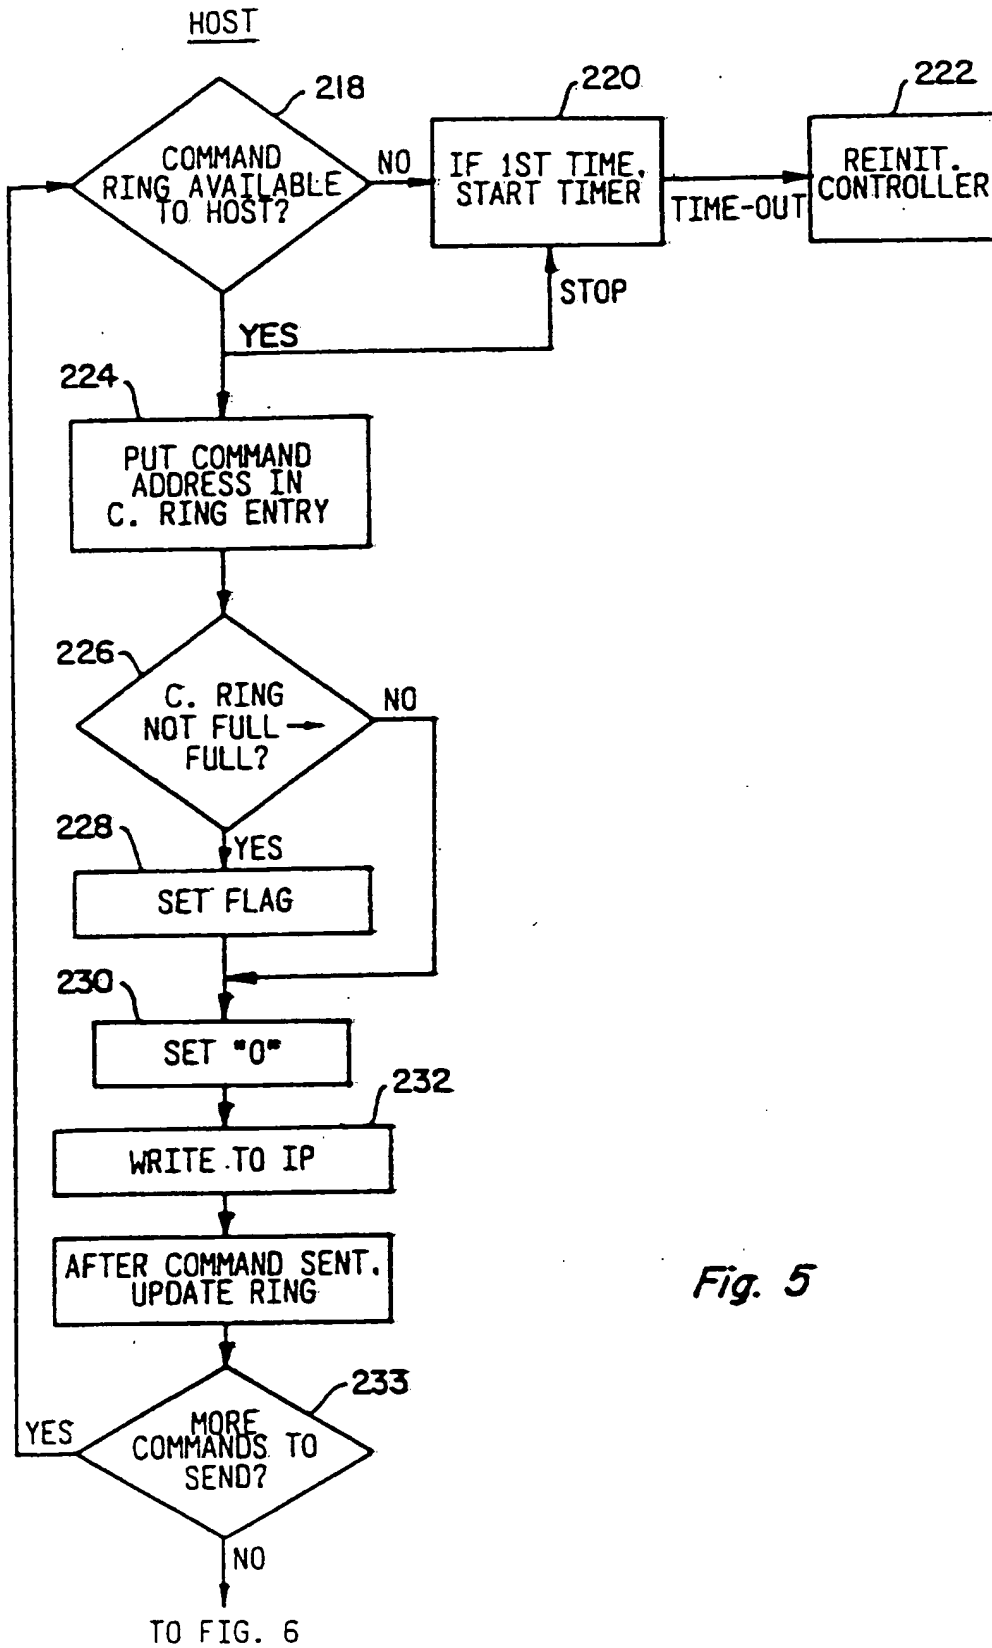 HOST
218
COMMAND
RING AVAILABLE
TO HOST?
NO
220
IF 1ST TIME,
START TIMER
TIME-OUT
222
REINIT.
CONTROLLER
STOP
YES
224
PUT COMMAND
ADDRESS IN
C. RING ENTRY
226
C. RING
NOT FULL →
FULL?
NO
228
YES
SET FLAG
230
SET "O"
232
WRITE TO IP
AFTER COMMAND SENT.
UPDATE RING
233
MORE
COMMANDS TO
SEND?
YES
NO
TO FIG. 6
Fig. 5